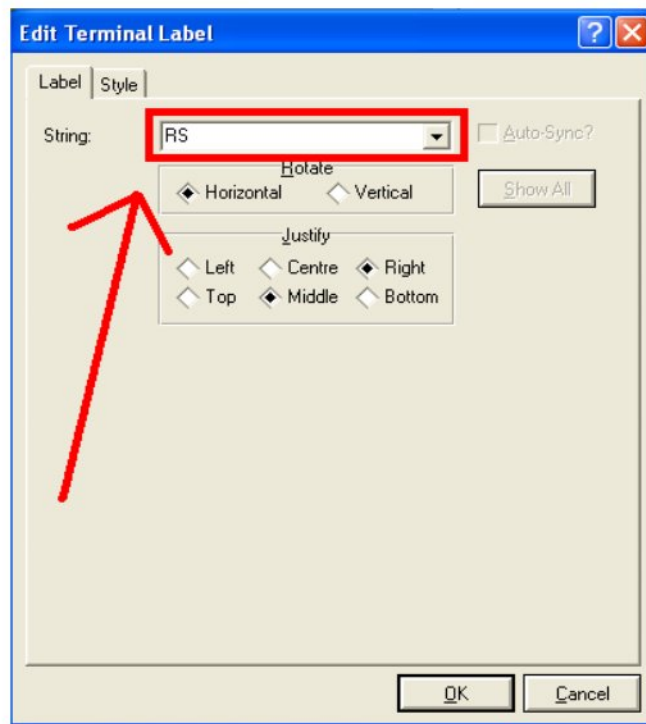 Edit Terminal Label
Label Style
String: RS Auto-Sync?
Rotate
Horizontal Vertical Show All
Justify
Left Centre Right
Top Middle Bottom
OK Cancel